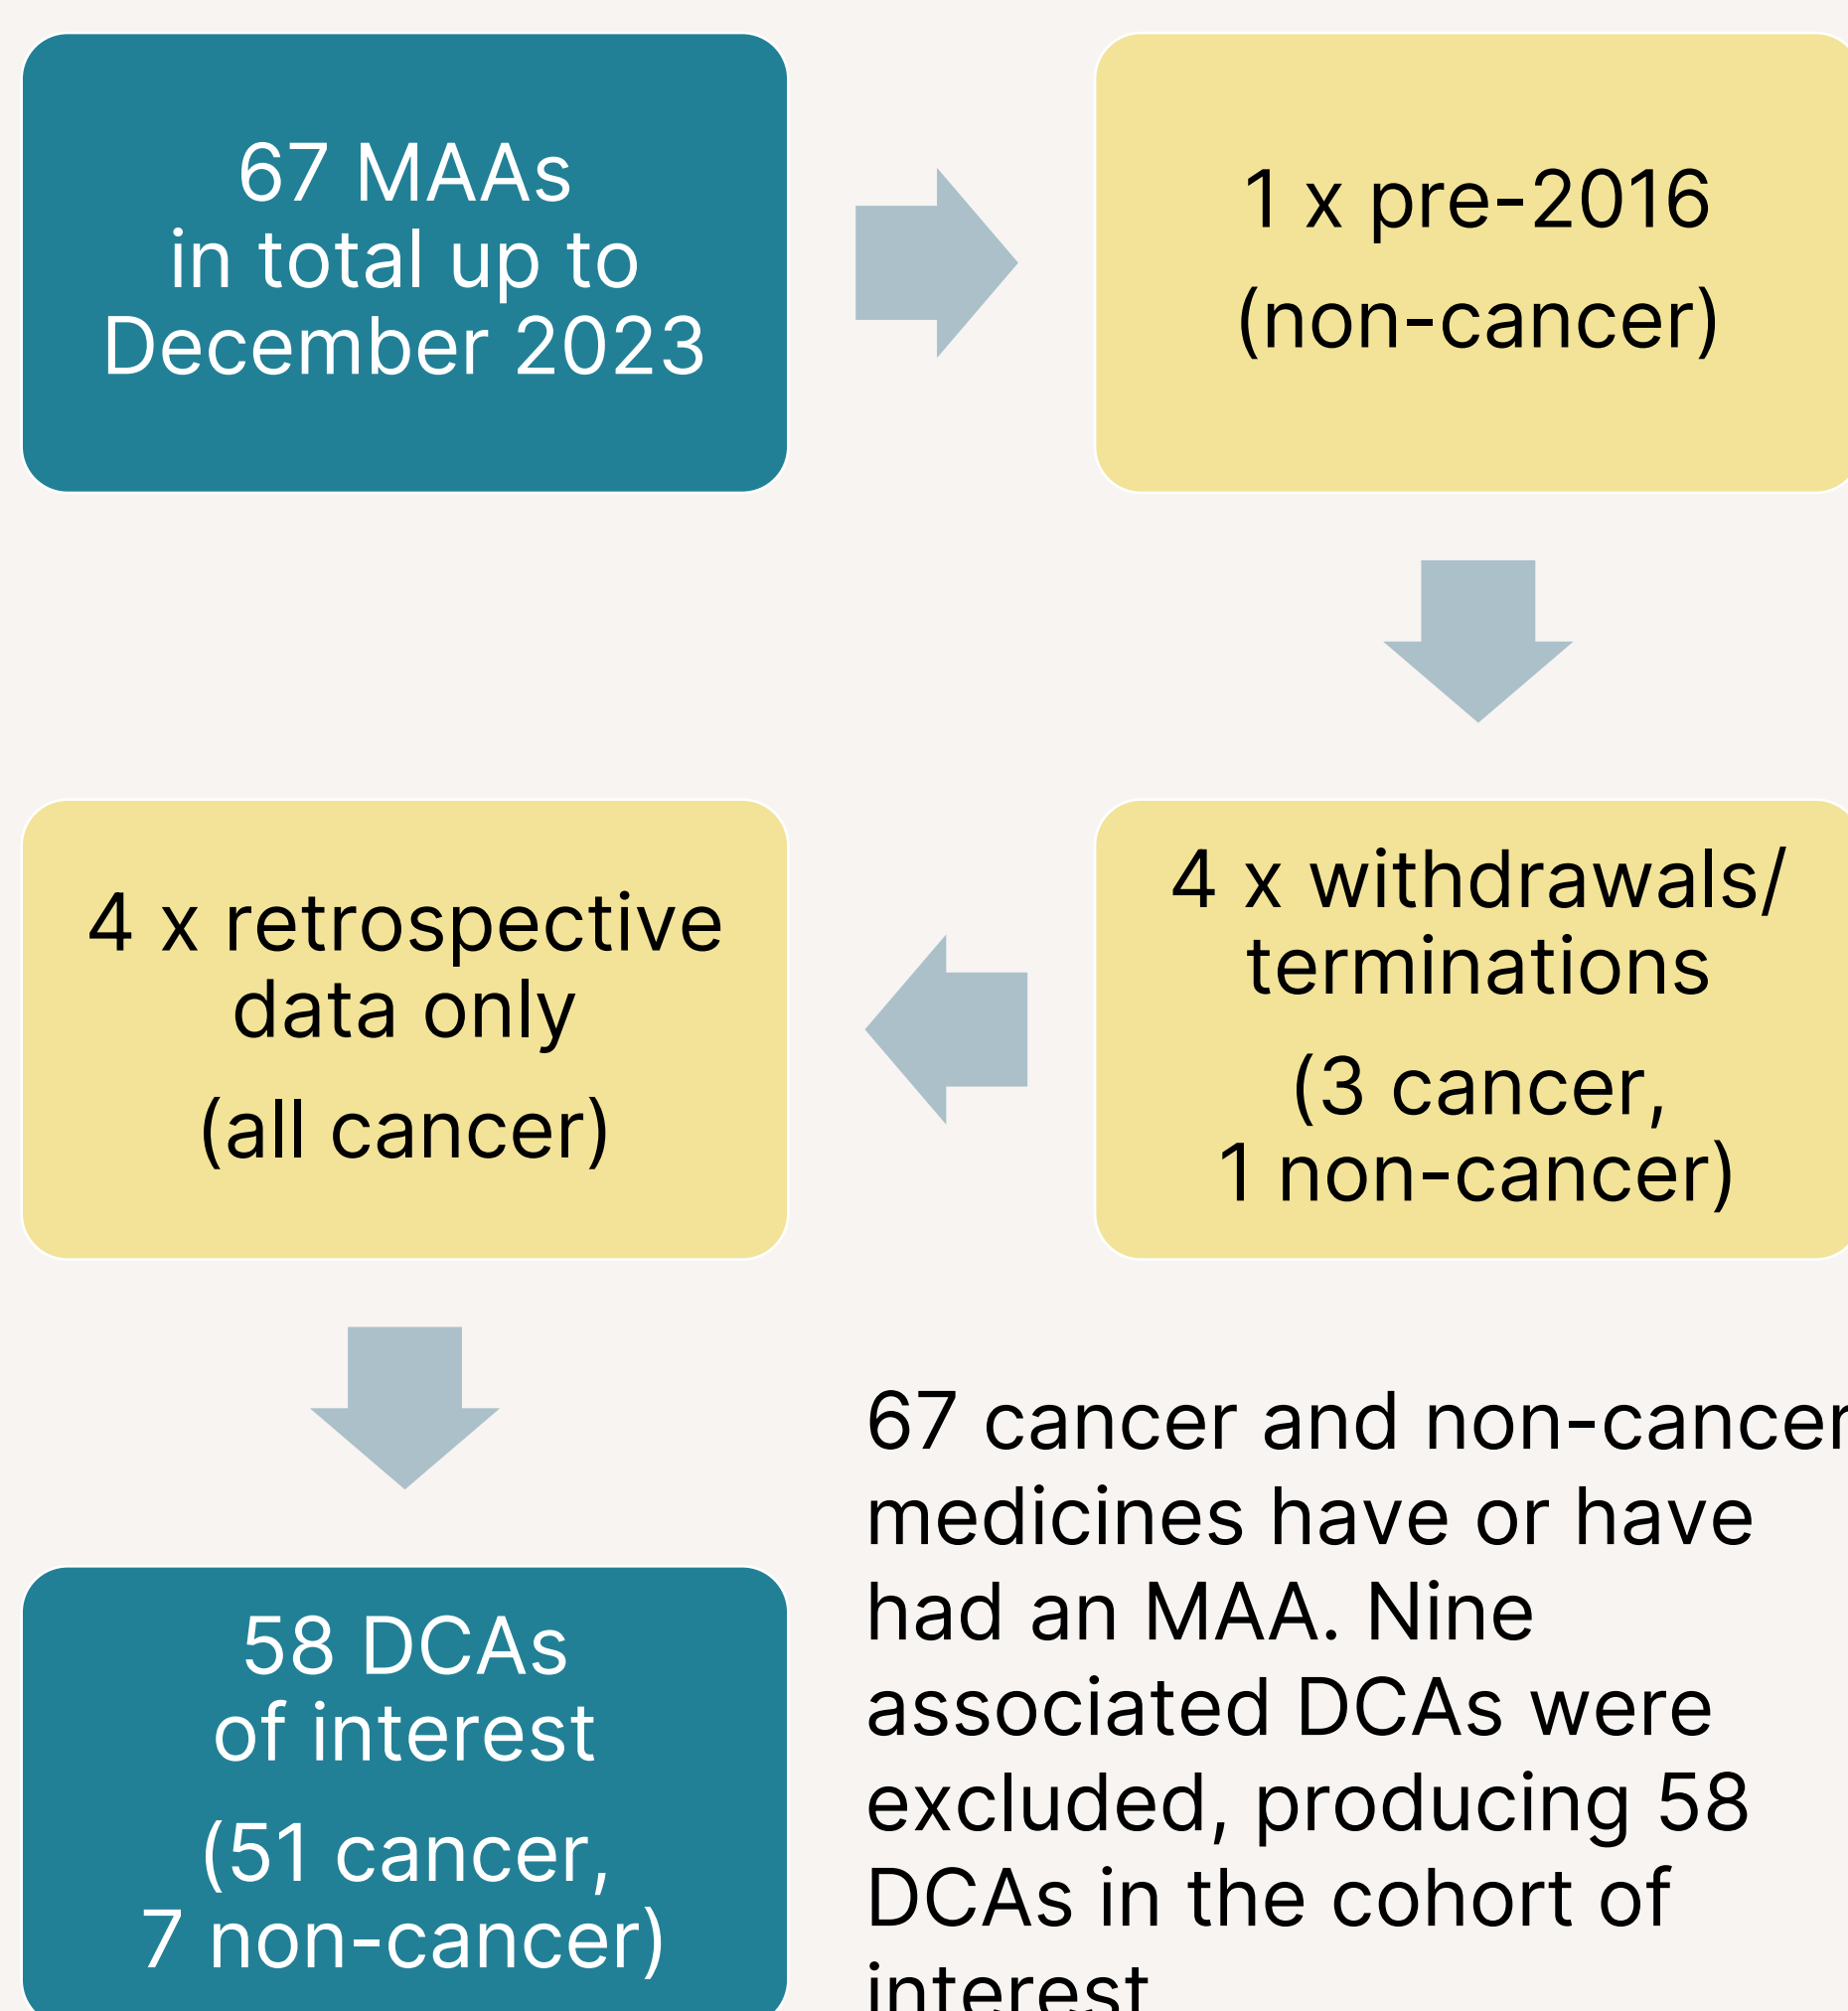 67 MAAs
in total up to
December 2023
1 x pre-2016
(non-cancer)
4 x withdrawals/
terminations
(3 cancer,
1 non-cancer)
4 x retrospective
data only
(all cancer)
58 DCAs
of interest
(51 cancer,
7 non-cancer)
67 cancer and non-cancer
medicines have or have
had an MAA. Nine
associated DCAs were
excluded, producing 58
DCAs in the cohort of
interest